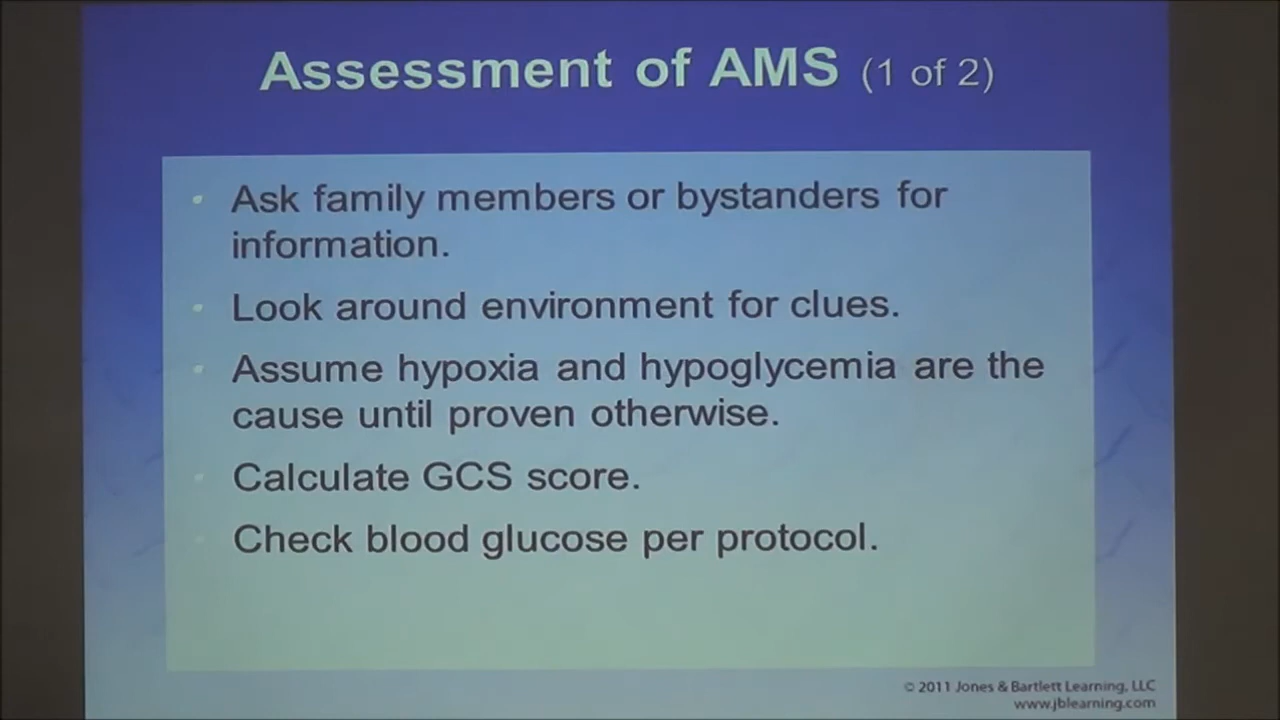 Assessment of AMS (1 of 2)
• Ask family members or bystanders for
information.
• Look around environment for clues.
• Assume hypoxia and hypoglycemia are the
cause until proven otherwise.
• Calculate GCS score.
• Check blood glucose per protocol.
© 2011 Jones & Bartlett Learning, LLC
www.jblearning.com